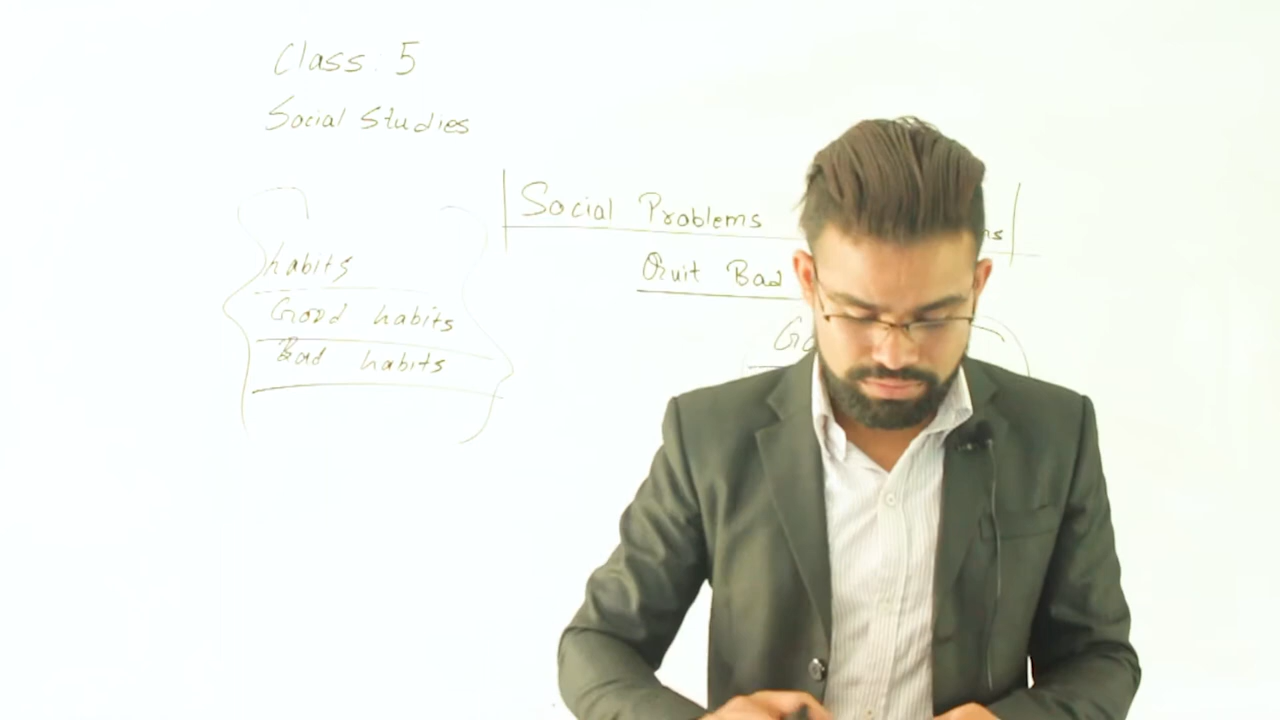 Class: 5
Social Studies
Social Problems
Quit Bad
habits
Good habits
Bad habits